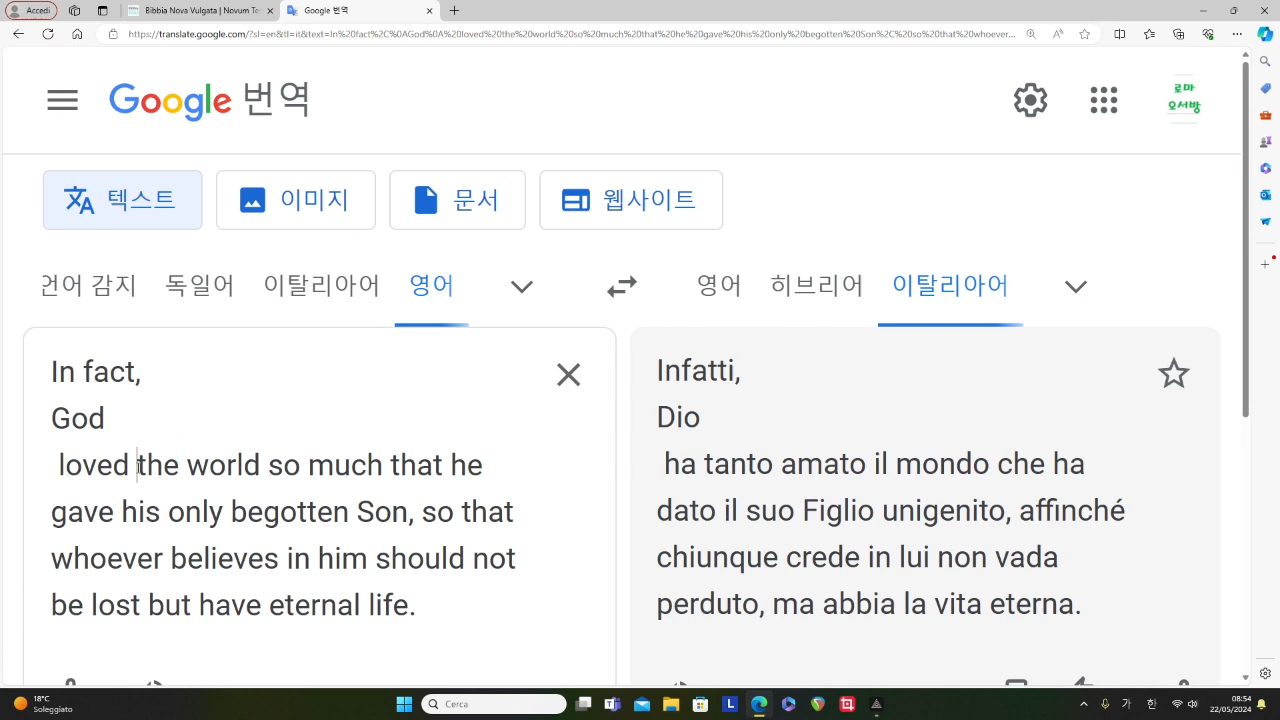 Accedi
Bibbia Nova Vulgata | Novum Te
Google 번역
https://translate.google.com/?sl=en&tl=it&text=In%20fact%2C%0AGod%0A%20loved%20the%20world%20so%20much%20that%20he%20gave%20his%20only%20begotten%20Son%2C%20so%20that%20whoever...
Google 번역
로마
오서방
텍스트
이미지
문서
웹사이트
언어 감지 독일어 이탈리아어 영어
영어 히브리어 이탈리아어
In fact,
God
loved the world so much that he
gave his only begotten Son, so that
whoever believes in him should not
be lost but have eternal life.
Infatti,
Dio
ha tanto amato il mondo che ha
dato il suo Figlio unigenito, affinché
chiunque crede in lui non vada
perduto, ma abbia la vita eterna.
18°C
Soleggiato
Cerca
가
한
08:54
22/05/2024